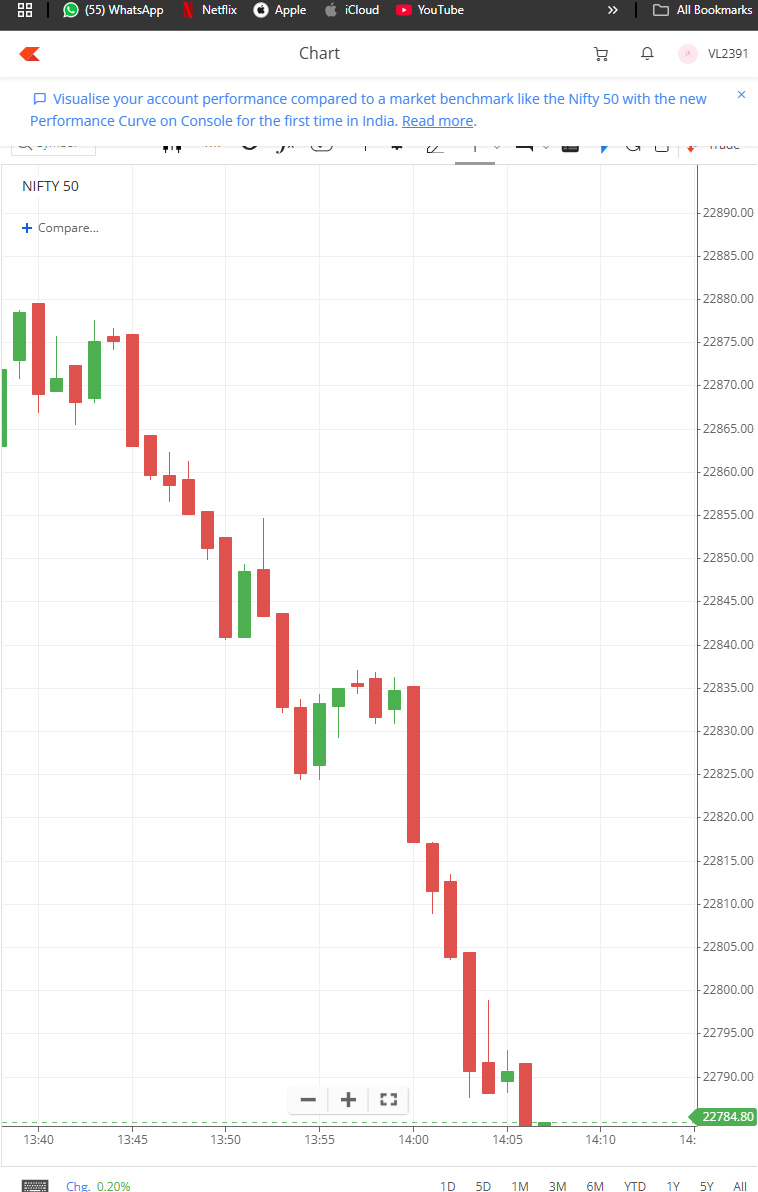 (55) WhatsApp Netflix Apple iCloud YouTube » All Bookmarks
Chart VL2391
Visualise your account performance compared to a market benchmark like the Nifty 50 with the new
Performance Curve on Console for the first time in India. Read more.
NIFTY 50
+ Compare...
22890.00
22885.00
22880.00
22875.00
22870.00
22865.00
22860.00
22855.00
22850.00
22845.00
22840.00
22835.00
22830.00
22825.00
22820.00
22815.00
22810.00
22805.00
22800.00
22795.00
22790.00
22784.80
13:40 13:45 13:50 13:55 14:00 14:05 14:10 14:
Chg. 0.20% 1D 5D 1M 3M 6M YTD 1Y 5Y All